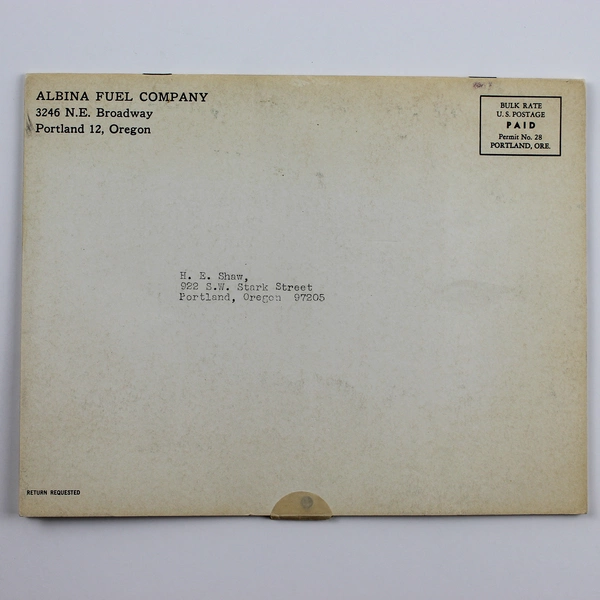 ALBINA FUEL COMPANY
3246 N.E. Broadway
Portland 12, Oregon
BULK RATE
U.S. POSTAGE
PAID
Permit No. 28
PORTLAND, ORE.
H. E. Shaw,
922 S.W. Stark Street
Portland, Oregon 97205
RETURN REQUESTED